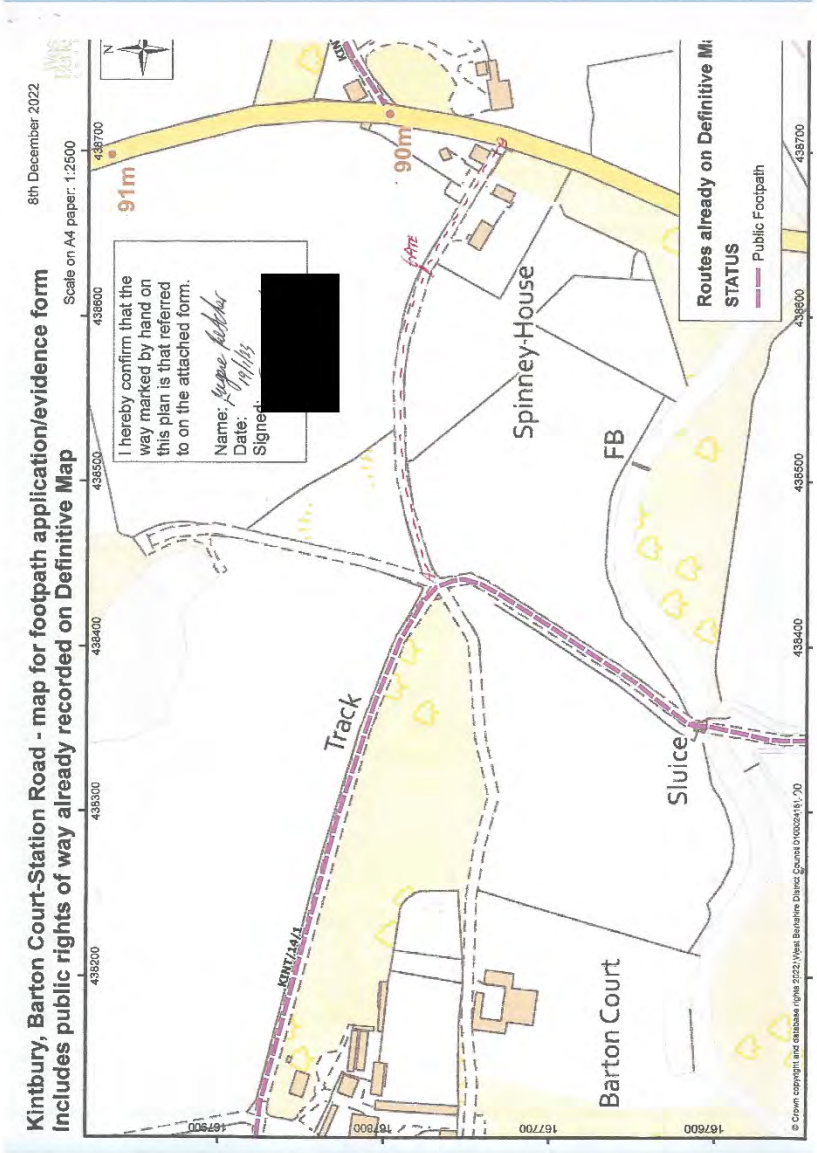 Kintbury, Barton Court-Station Road - map for footpath application/evidence form
Includes public rights of way already recorded on Definitive Map
8th December 2022
Scale on A4 paper: 1:2500
N
438200
438300
438400
438500
438600
438700
91m
90m
I hereby confirm that the
way marked by hand on
this plan is that referred
to on the attached form.
Name:
Date: 19/1/23
Signed:
GATE
KINT/14/1
Track
Spinney-House
FB
Sluice
Barton Court
167900
167800
167700
167600
Routes already on Definitive Ma
STATUS
Public Footpath
438400
438500
438600
438700
© Crown copyright and database rights 2022 West Berkshire District Council 0100024151